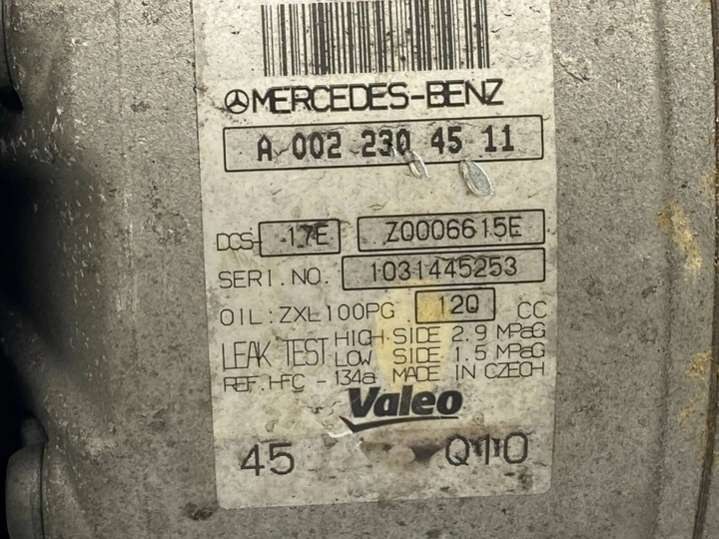 MERCEDES-BENZ
A 002 230 45 11
DCS- 17E Z0006615E
SERI.NO. 1031445253
OIL:ZXL100PG 120 CC
LEAK TEST HIGH SIDE 2.9 MPaG
LOW SIDE 1.5 MPaG
REF.HFC -134a MADE IN CZECH
Valeo
45 Q10